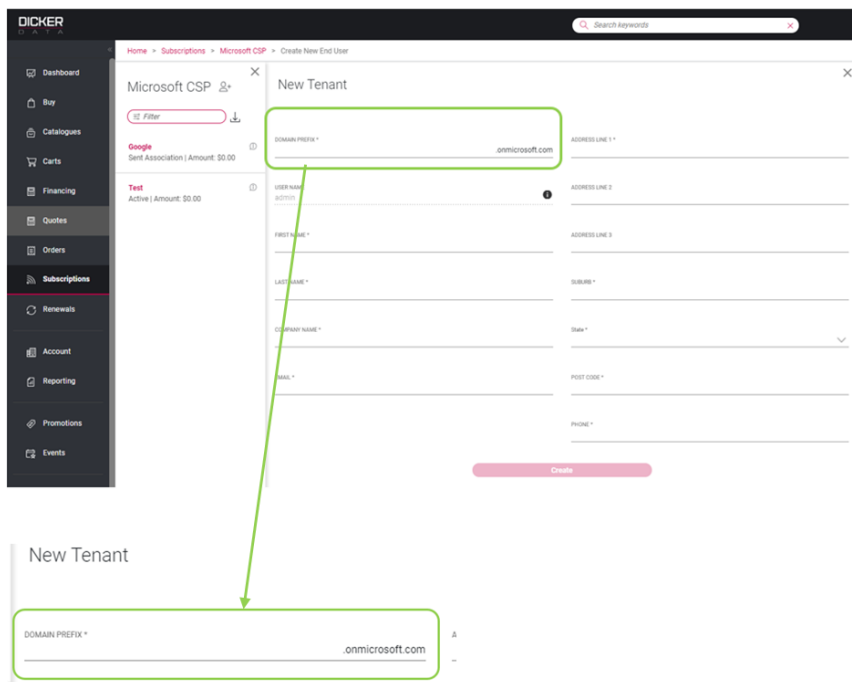 DICKER
DATA
Search keywords
Home > Subscriptions > Microsoft CSP > Create New End User
Dashboard
Buy
Catalogues
Carts
Financing
Quotes
Orders
Subscriptions
Renewals
Account
Reporting
Promotions
Events
Microsoft CSP
Filter
Google
Sent Association | Amount: $0.00
Test
Active | Amount: $0.00
New Tenant
DOMAIN PREFIX *
.onmicrosoft.com
USER NAME
admin
FIRST NAME *
LAST NAME *
COMPANY NAME *
EMAIL *
ADDRESS LINE 1 *
ADDRESS LINE 2
ADDRESS LINE 3
SUBURB *
State *
POST CODE *
PHONE *
Create
New Tenant
DOMAIN PREFIX *
.onmicrosoft.com
A